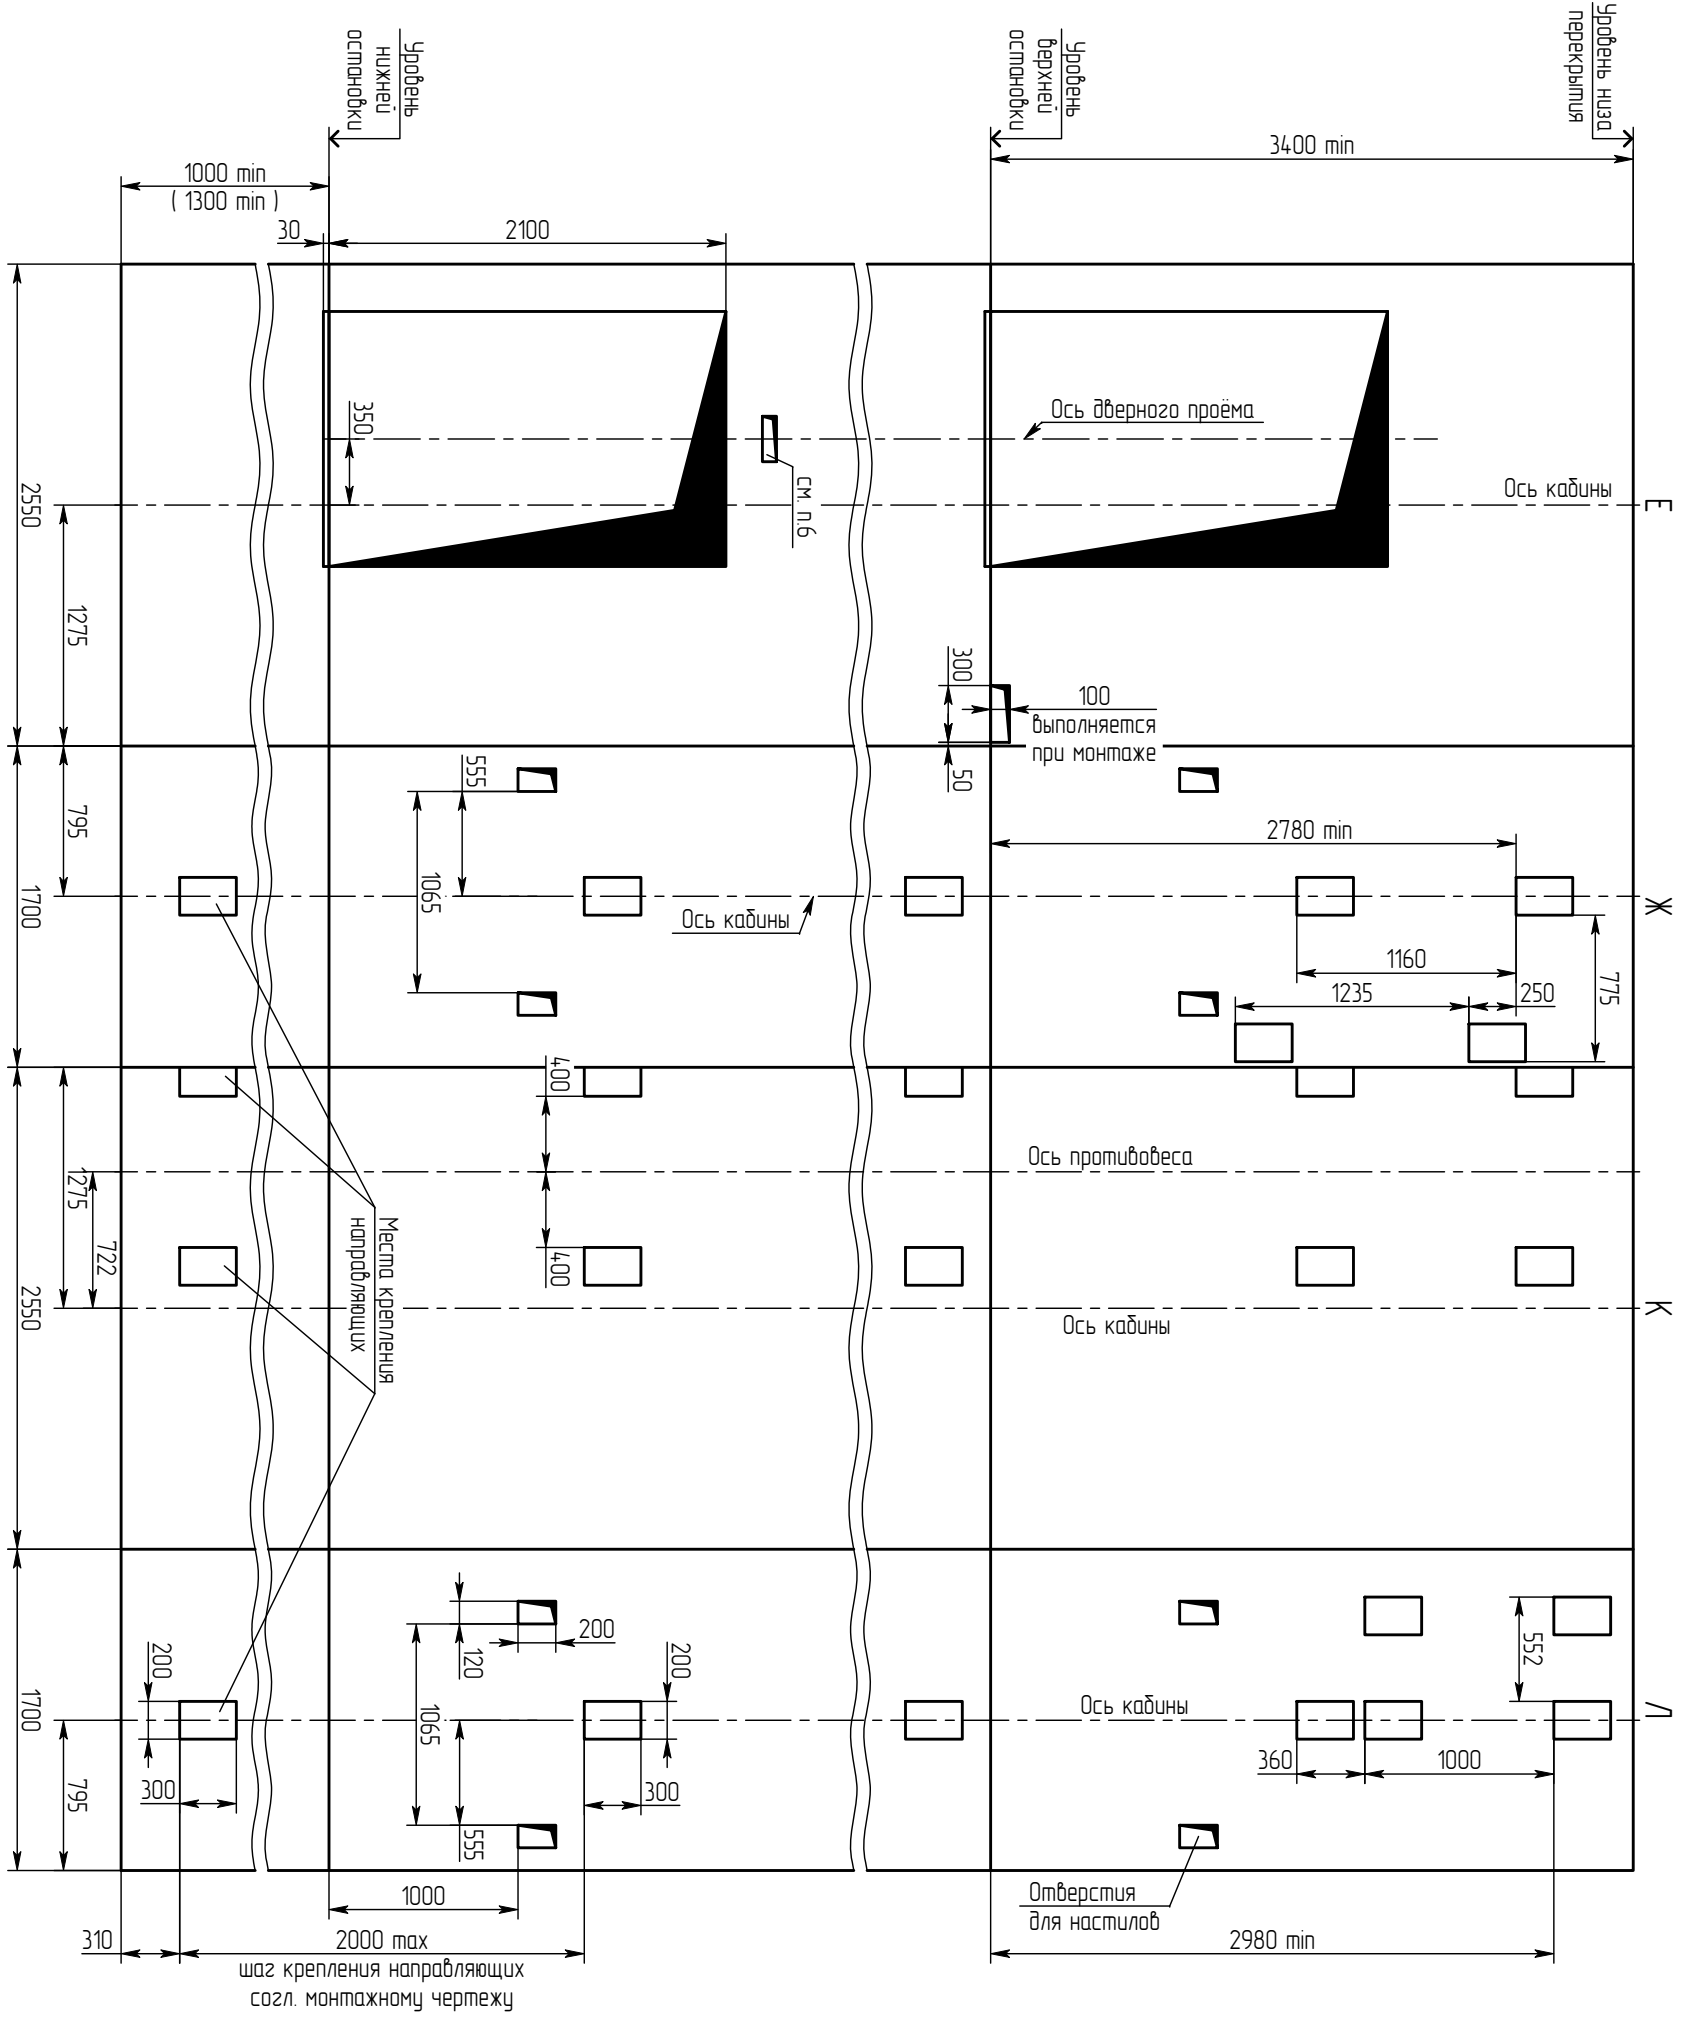 Уровень
нижней
остановки
Уровень
верхней
остановки
Уровень низа
перекрытия
3400 min
1000 min
( 1300 min )
30
2100
350
Ось дверного проёма
см. п.6
Ось кабины
Е
2550
1275
300
100
выполняется
при монтаже
50
555
795
1065
1700
2780 min
Ось кабины
Ж
1160
775
1235
250
400
Ось противовеса
1275
722
400
2550
Места крепления
направляющих
Ось кабины
К
552
200
120
200
200
1065
Ось кабины
Л
1700
795
555
300
300
360
1000
1000
Отверстия
для настилов
310
2000 max
шаг крепления направляющих
согл. монтажному чертежу
2980 min